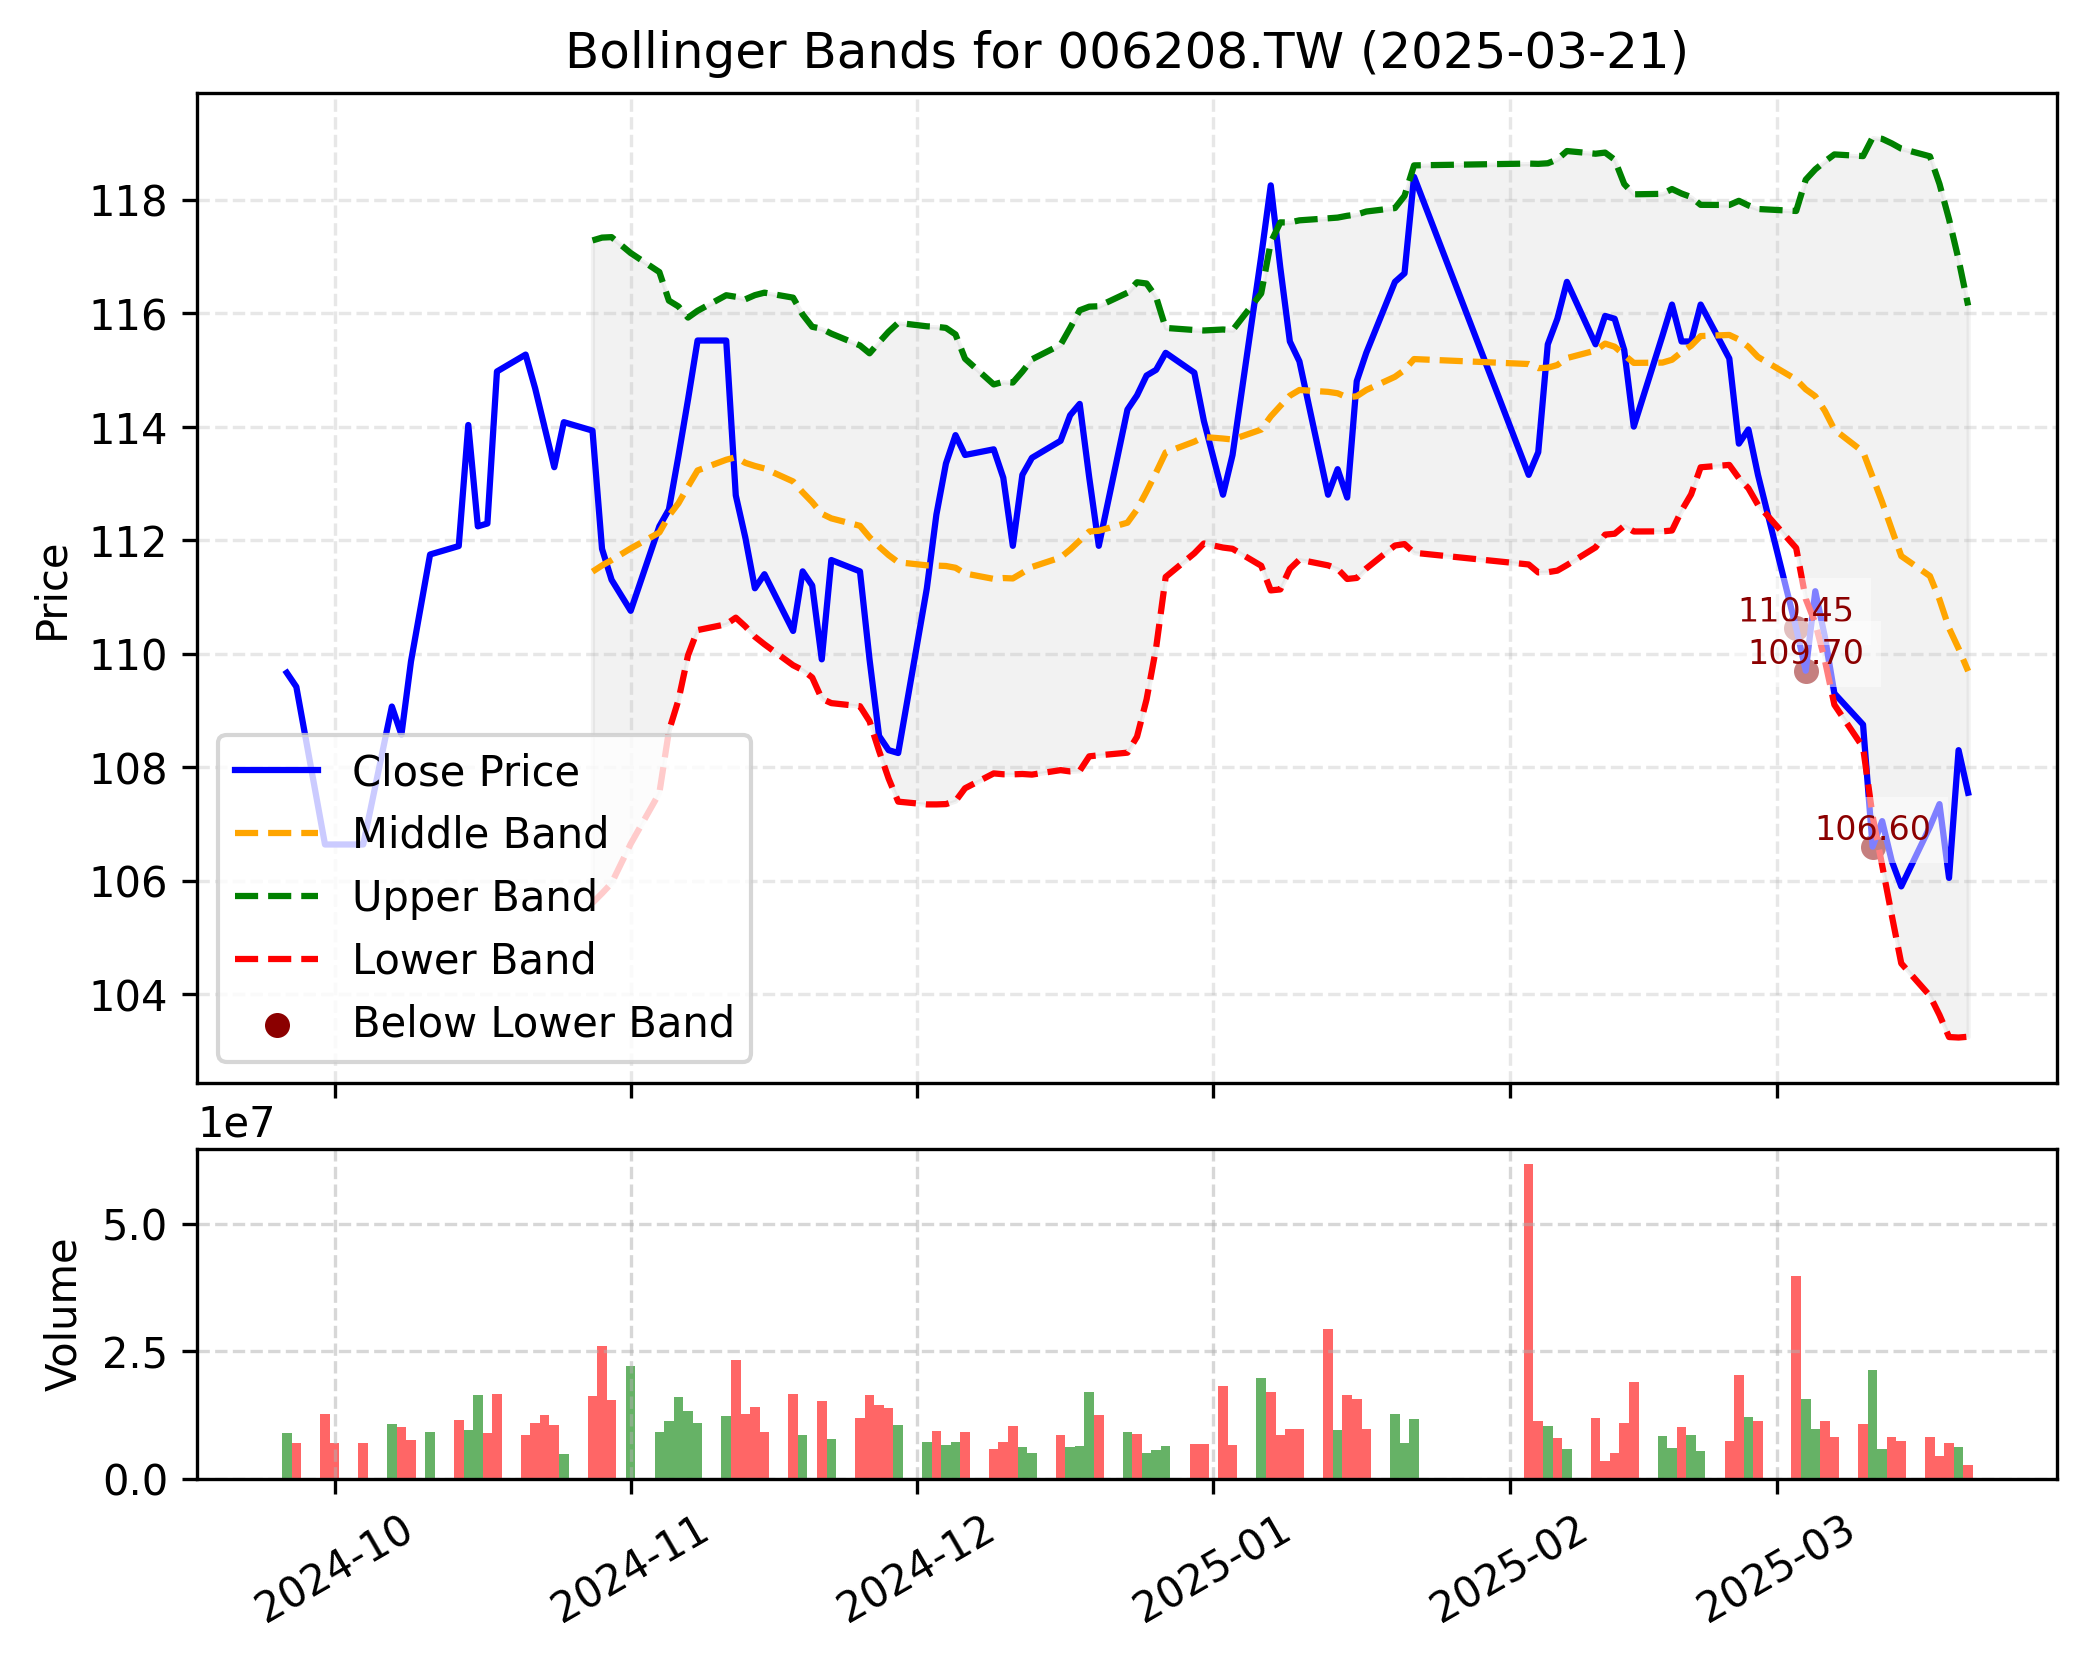 Bollinger Bands for 006208.TW (2025-03-21)
Price
118
116
114
112
110
108
106
104
110.45
109.70
106.60
Close Price
Middle Band
Upper Band
Lower Band
Below Lower Band
1e7
Volume
5.0
2.5
0.0
2024-10
2024-11
2024-12
2025-01
2025-02
2025-03